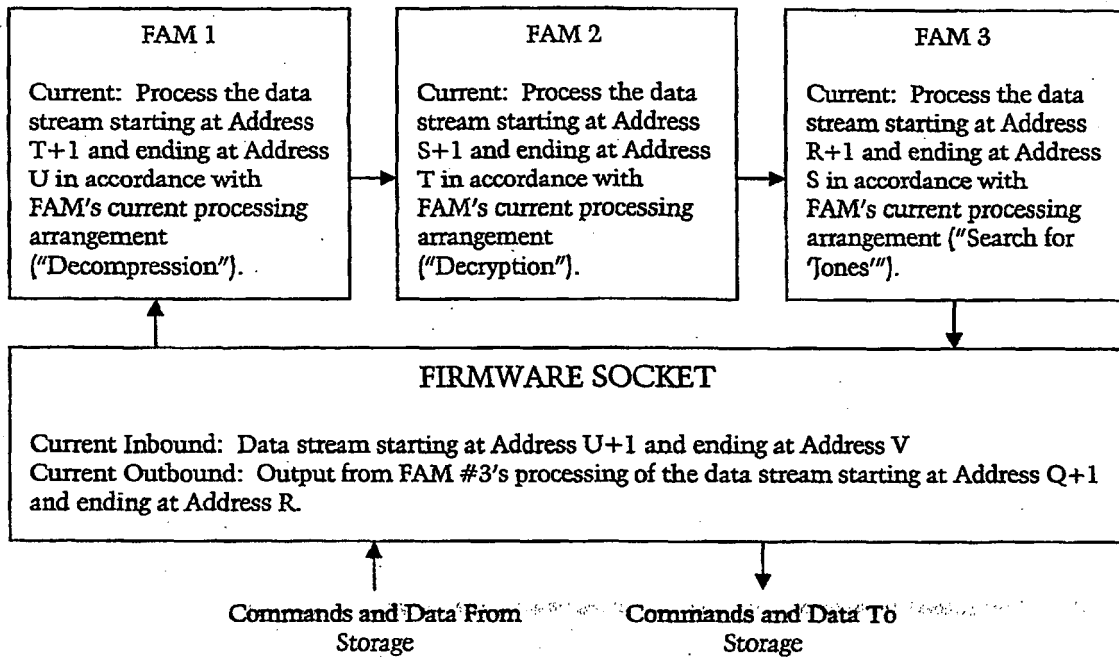 FAM 1
Current: Process the data
stream starting at Address
T+1 and ending at Address
U in accordance with
FAM's current processing
arrangement
("Decompression").
FAM 2
Current: Process the data
stream starting at Address
S+1 and ending at Address
T in accordance with
FAM's current processing
arrangement
("Decryption").
FAM 3
Current: Process the data
stream starting at Address
R+1 and ending at Address
S in accordance with
FAM's current processing
arrangement ("Search for
'Jones'").
FIRMWARE SOCKET
Current Inbound: Data stream starting at Address U+1 and ending at Address V
Current Outbound: Output from FAM #3's processing of the data stream starting at Address Q+1
and ending at Address R.
Commands and Data From
Storage
Commands and Data To
Storage